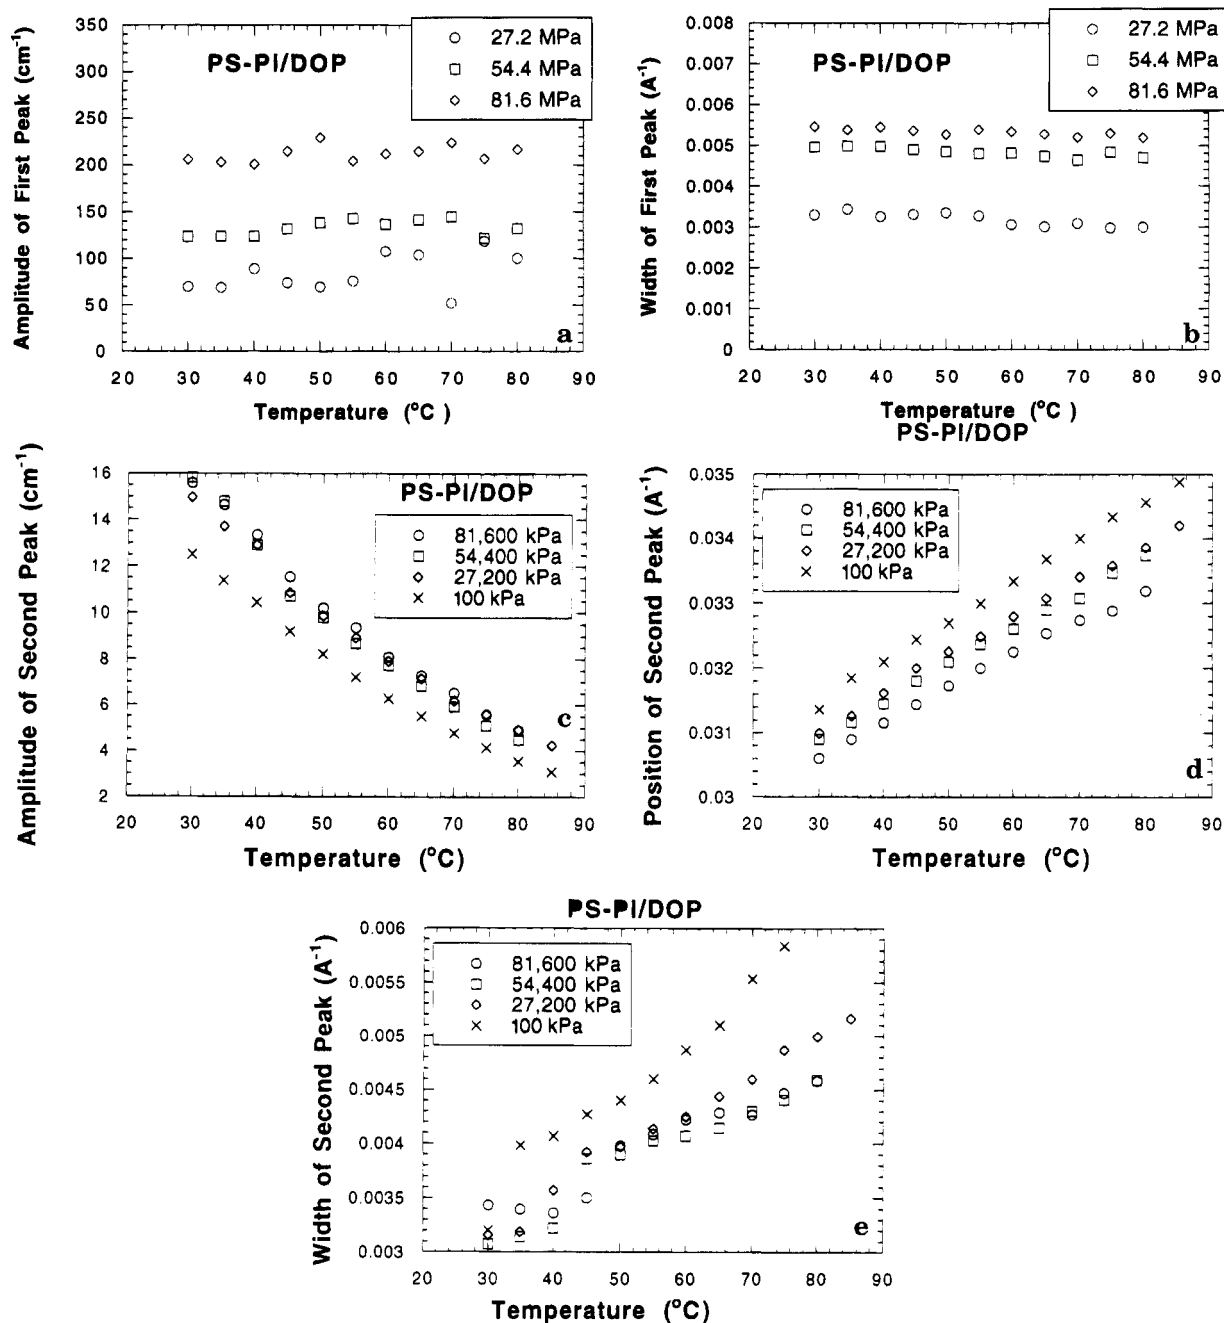 PS-PI/DOP
27.2 MPa
54.4 MPa
81.6 MPa
Amplitude of First Peak (cm-1)
350
300
250
200
150
100
50
0
a
20 30 40 50 60 70 80 90
Temperature (°C )
PS-PI/DOP
27.2 MPa
54.4 MPa
81.6 MPa
Width of First Peak (A-1)
0.008
0.007
0.006
0.005
0.004
0.003
0.002
0.001
0
b
20 30 40 50 60 70 80 90
Temperature (°C)
PS-PI/DOP
81,600 kPa
54,400 kPa
27,200 kPa
100 kPa
Amplitude of Second Peak (cm-1)
16
14
12
10
8
6
4
2
c
20 30 40 50 60 70 80 90
Temperature (°C)
PS-PI/DOP
81,600 kPa
54,400 kPa
27,200 kPa
100 kPa
Position of Second Peak (A-1)
0.035
0.034
0.033
0.032
0.031
0.03
d
20 30 40 50 60 70 80 90
Temperature (°C)
PS-PI/DOP
81,600 kPa
54,400 kPa
27,200 kPa
100 kPa
Width of Second Peak (A-1)
0.006
0.0055
0.005
0.0045
0.004
0.0035
0.003
e
20 30 40 50 60 70 80 90
Temperature (°C)